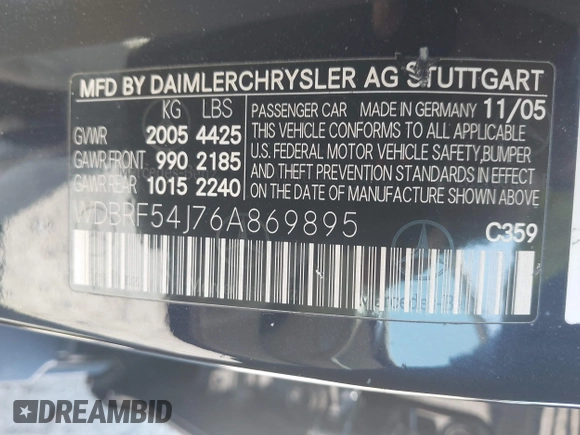 MFD BY DAIMLERCHRYSLER AG STUTTGART
KG LBS
GVWR 2005 4425
GAWR FRONT 990 2185
GAWR REAR 1015 2240
PASSENGER CAR MADE IN GERMANY 11/05
THIS VEHICLE CONFORMS TO ALL APPLICABLE
U.S. FEDERAL MOTOR VEHICLE SAFETY,BUMPER
AND THEFT PREVENTION STANDARDS IN EFFECT
ON THE DATE OF MANUFACTURE SHOWN ABOVE.
WDBRF54J76A869895
C359
DREAMBID